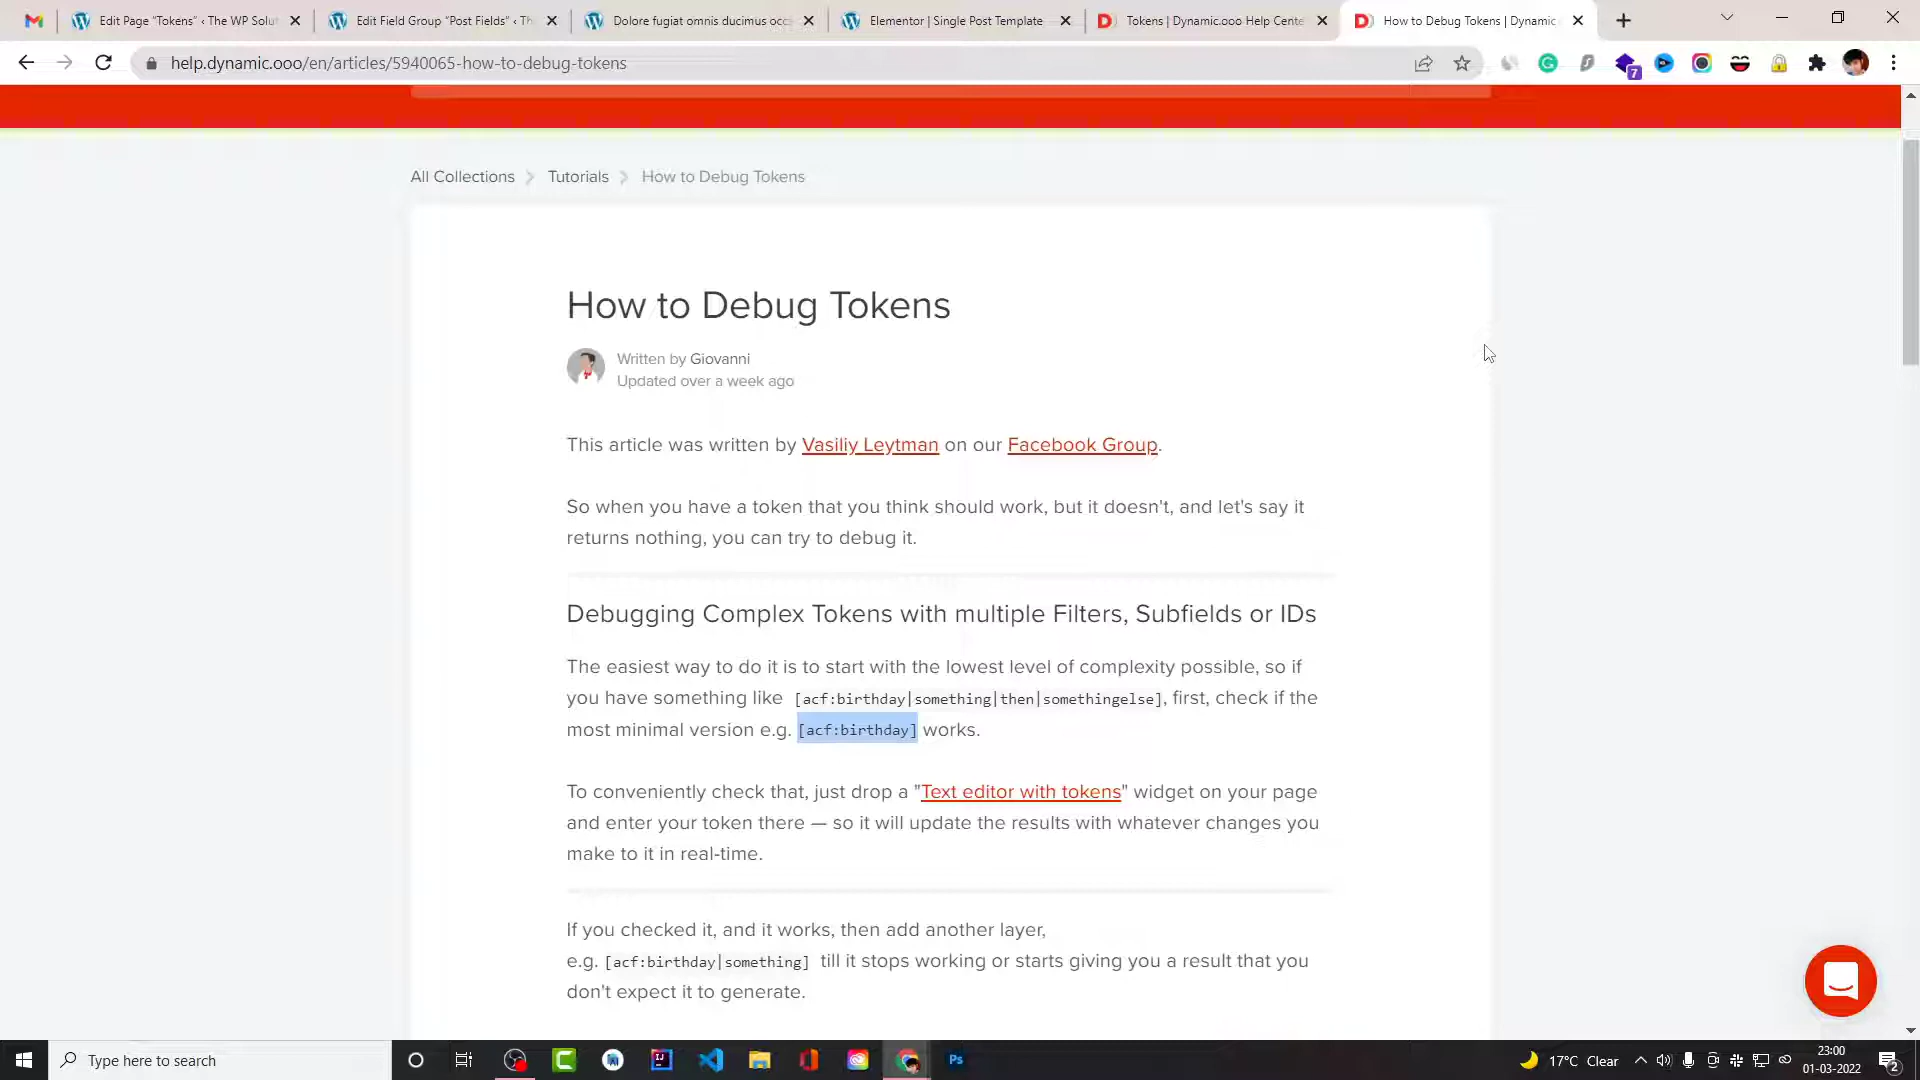 Edit Page "Tokens" ‹ The WP Solut
Edit Field Group "Post Fields" ‹ Th
Dolore fugiat omnis ducimus occ
Elementor | Single Post Template
Tokens | Dynamic.ooo Help Cente
How to Debug Tokens | Dynamic
help.dynamic.ooo/en/articles/5940065-how-to-debug-tokens
7
All Collections
Tutorials
How to Debug Tokens
How to Debug Tokens
Written by Giovanni
Updated over a week ago
This article was written by Vasiliy Leytman on our Facebook Group.
So when you have a token that you think should work, but it doesn't, and let's say it
returns nothing, you can try to debug it.
Debugging Complex Tokens with multiple Filters, Subfields or IDs
The easiest way to do it is to start with the lowest level of complexity possible, so if
you have something like [acf:birthday|something|then|somethingelse], first, check if the
most minimal version e.g. [acf:birthday] works.
To conveniently check that, just drop a "Text editor with tokens" widget on your page
and enter your token there — so it will update the results with whatever changes you
make to it in real-time.
If you checked it, and it works, then add another layer,
e.g. [acf:birthday|something] till it stops working or starts giving you a result that you
don't expect it to generate.
Type here to search
Ps
17°C Clear
23:00
01-03-2022
2